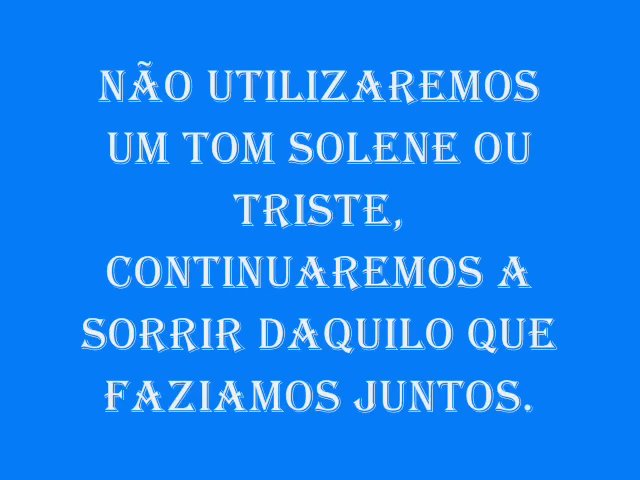 NÃO UTILIZAREMOS
UM TOM SOLENE OU
TRISTE,
CONTINUAREMOS A
SORRIR DAQUILO QUE
FAZIAMOS JUNTOS.